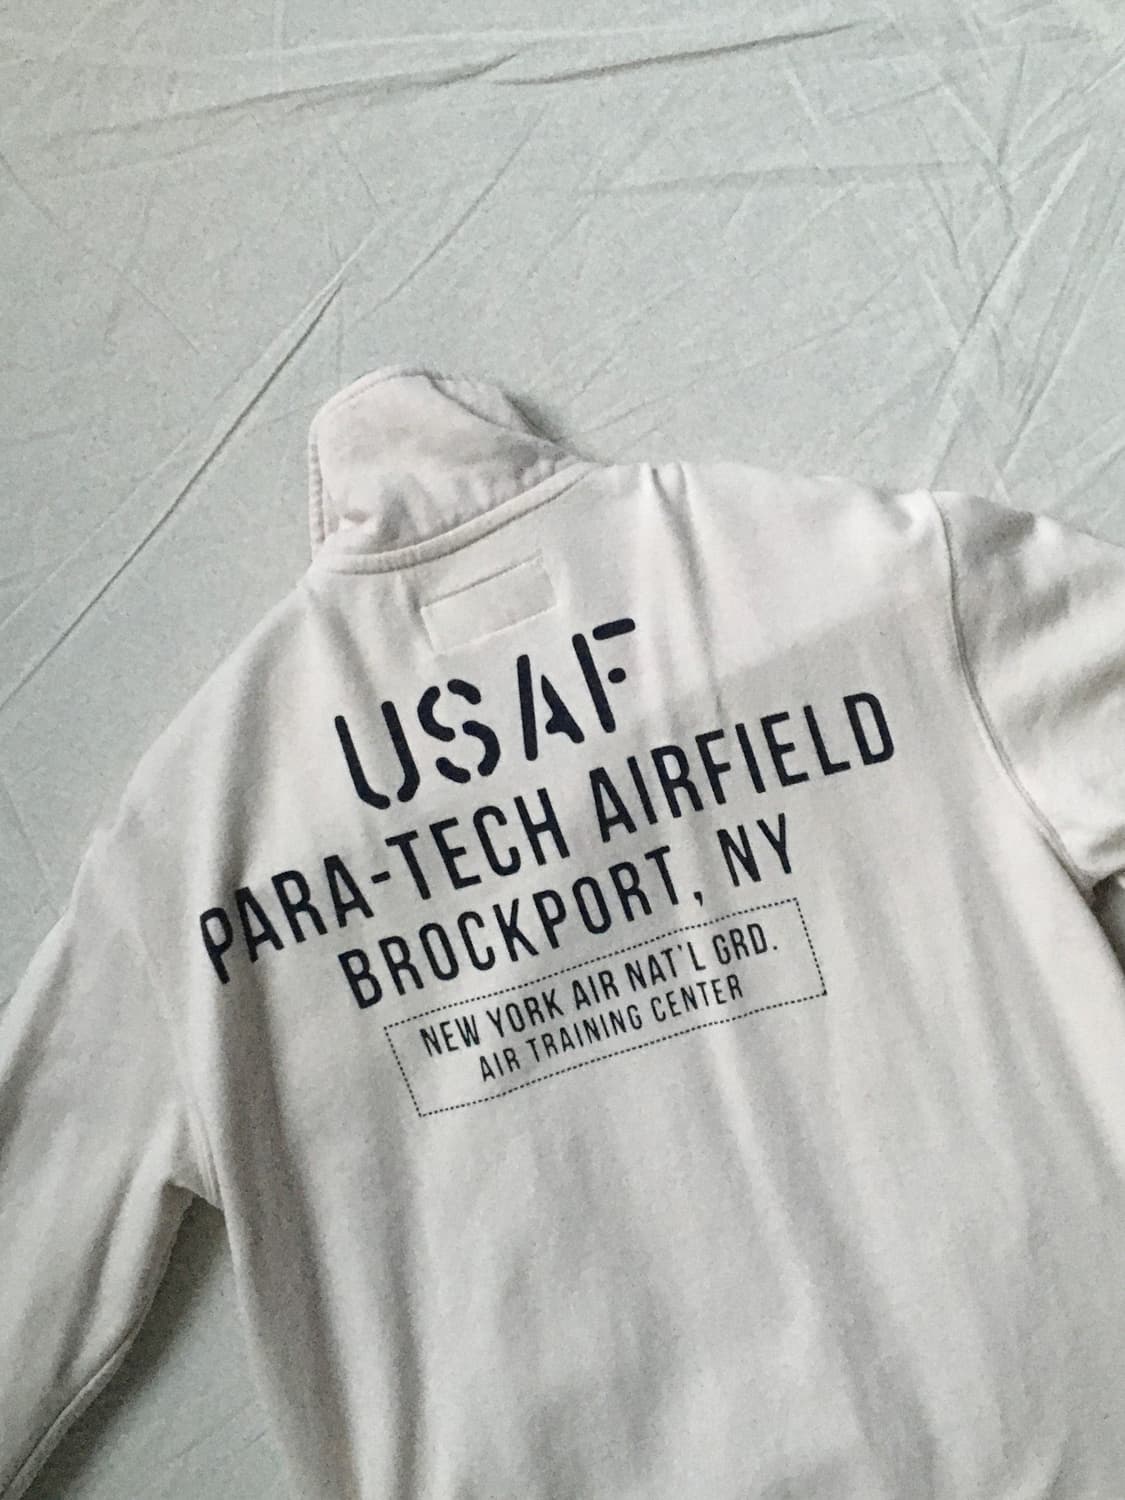 USAF
PARA-TECH AIRFIELD
BROCKPORT, NY
NEW YORK AIR NAT'L GRD.
AIR TRAINING CENTER